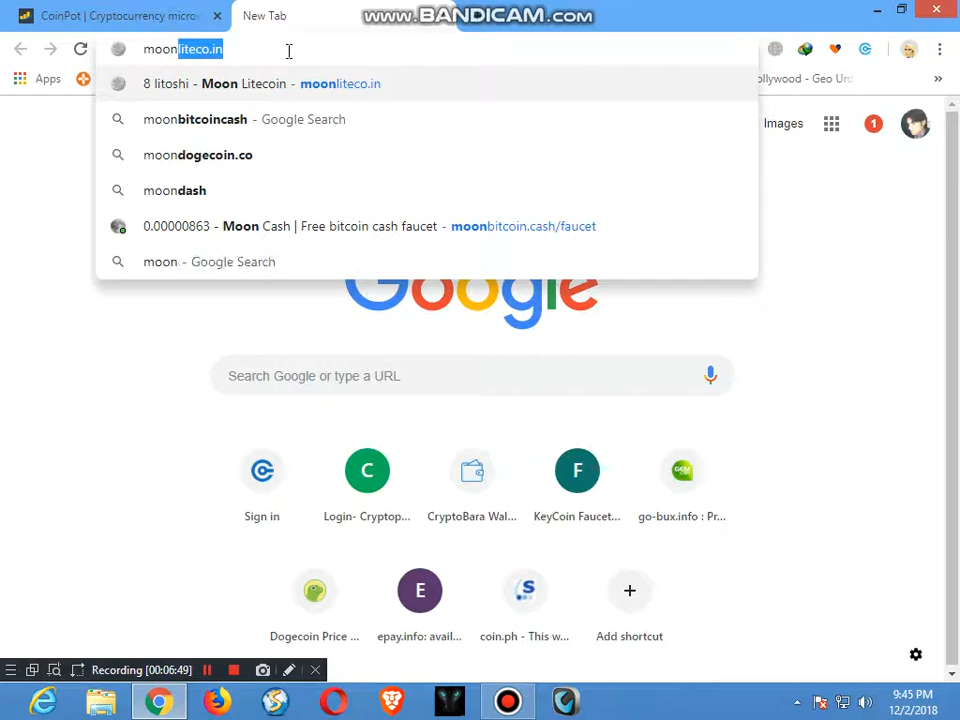 CoinPot | Cryptocurrency micro
New Tab
www.BANDICAM.com
moonliteco.in
Apps
ollywood - Geo Urd
»
8 litoshi - Moon Litecoin - moonliteco.in
moonbitcoincash - Google Search
moondogecoin.co
moondash
0.00000863 - Moon Cash | Free bitcoin cash faucet - moonbitcoin.cash/faucet
moon - Google Search
Images
1
Google
Search Google or type a URL
C
F
GEM
Sign in
Login- Cryptop...
CryptoBara Wal...
KeyCoin Faucet...
go-bux.info : Pr...
E
S
Dogecoin Price ...
epay.info: avail...
coin.ph - This w...
Add shortcut
Recording [00:06:49]
9:45 PM
12/2/2018